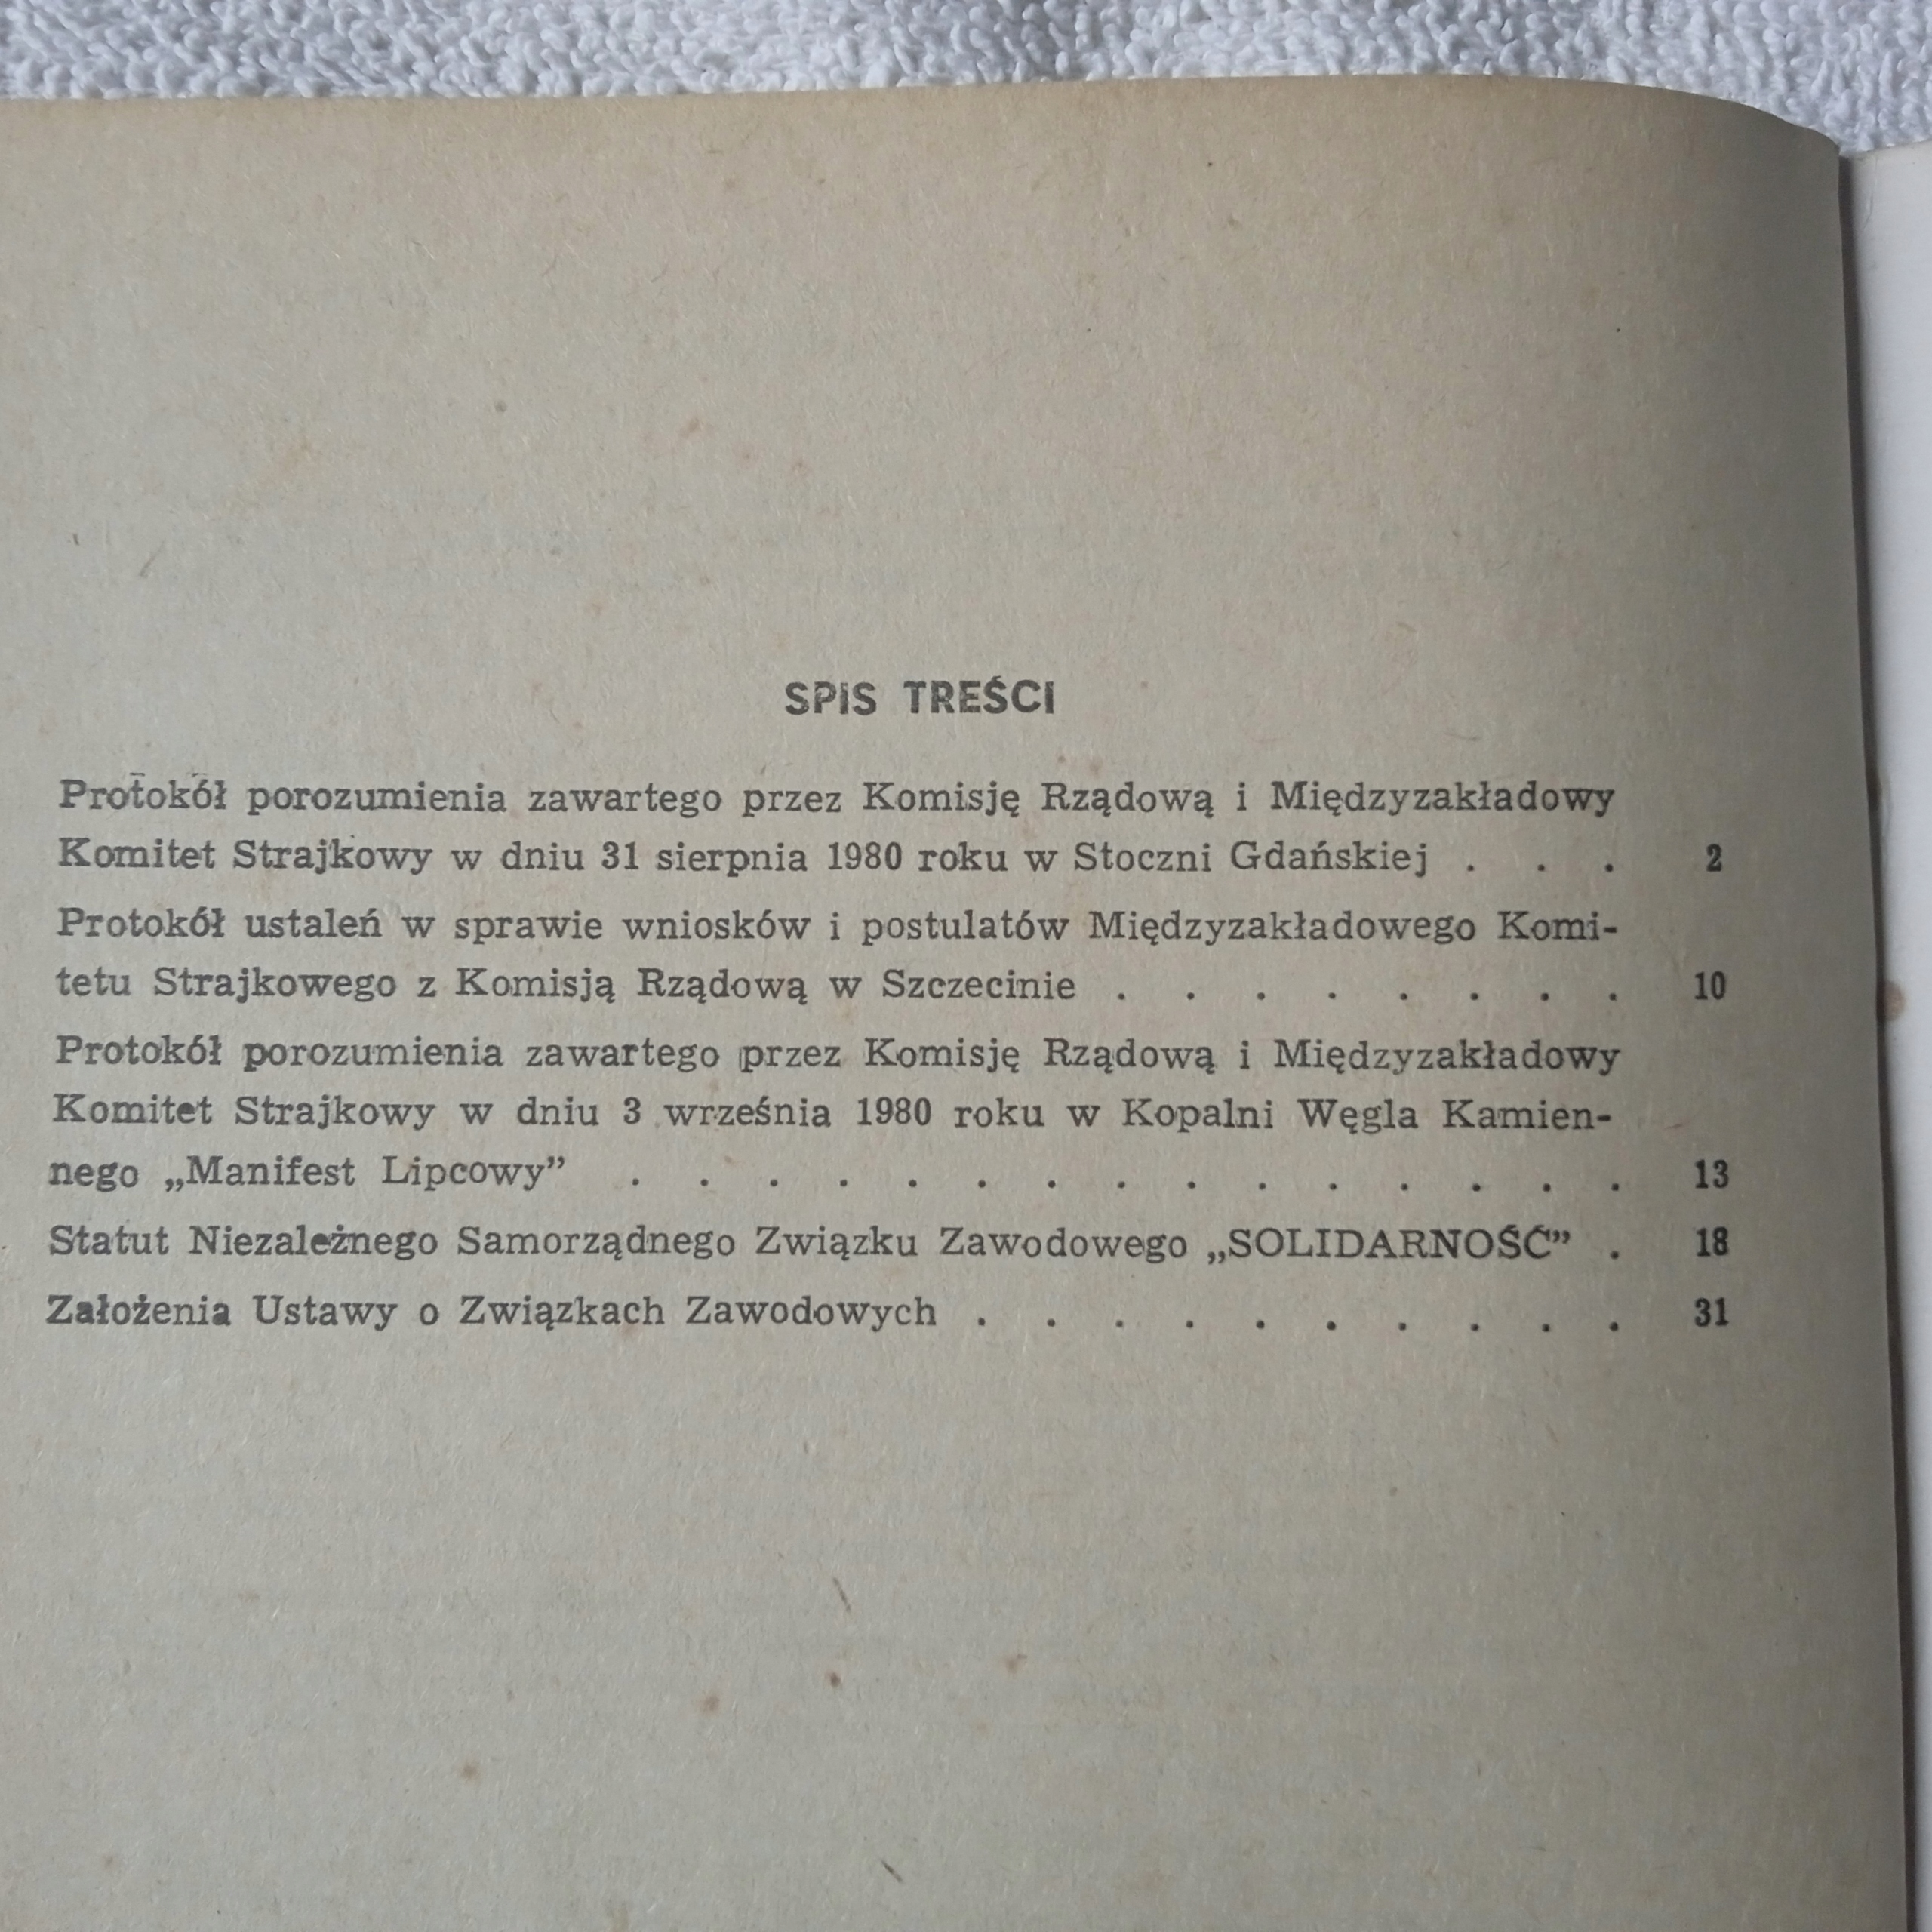 SPIS TREŚCI
Protokół porozumienia zawartego przez Komisję Rządową i Międzyzakładowy
Komitet Strajkowy w dniu 31 sierpnia 1980 roku w Stoczni Gdańskiej . . . 2
Protokół ustaleń w sprawie wniosków i postulatów Międzyzakładowego Komi-
tetu Strajkowego z Komisją Rządową w Szczecinie . . . . . . . . 10
Protokół porozumienia zawartego przez Komisję Rządową i Międzyzakładowy
Komitet Strajkowy w dniu 3 września 1980 roku w Kopalni Węgla Kamien-
nego „Manifest Lipcowy” . . . . . . . . . . . . . . . 13
Statut Niezależnego Samorządnego Związku Zawodowego „SOLIDARNOŚĆ” . 18
Założenia Ustawy o Związkach Zawodowych . . . . . . . . . . 31